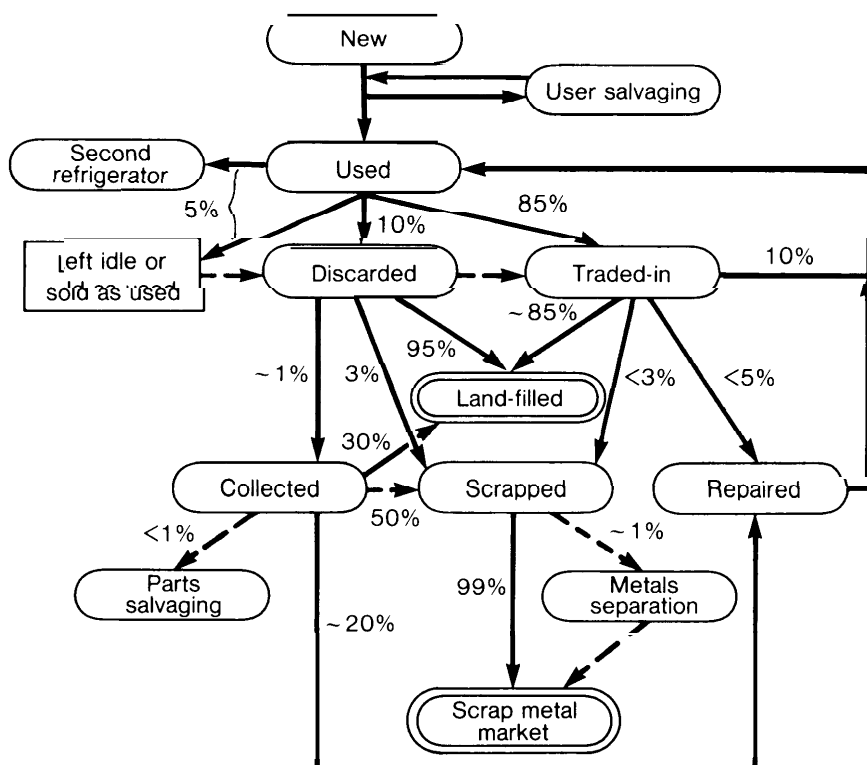 New
User salvaging
Second
refrigerator
Used
5%
10%
85%
Left idle or
sold as used
Discarded
Traded-in
10%
~85%
95%
~1%
3%
<3%
<5%
Land-filled
30%
Collected
Scrapped
Repaired
50%
<1%
~1%
Parts
salvaging
99%
Metals
separation
~20%
Scrap metal
market